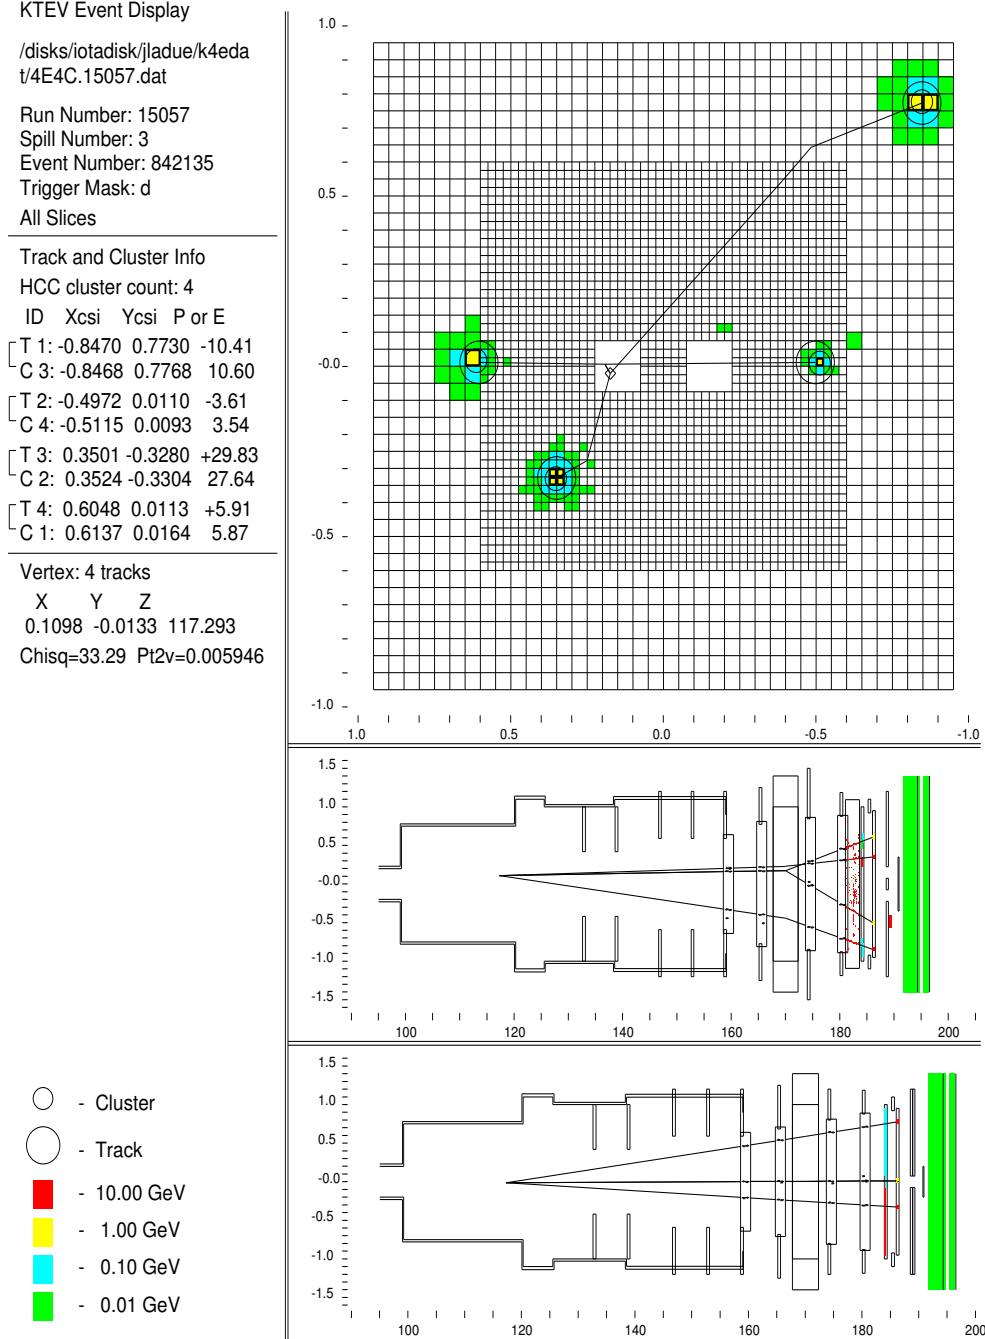 KTEV Event Display
/disks/iotadisk/jladue/k4eda
t/4E4C.15057.dat
Run Number: 15057
Spill Number: 3
Event Number: 842135
Trigger Mask: d
All Slices
Track and Cluster Info
HCC cluster count: 4
ID Xcsi Ycsi P or E
T 1: -0.8470 0.7730 -10.41
C 3: -0.8468 0.7768 10.60
T 2: -0.4972 0.0110 -3.61
C 4: -0.5115 0.0093 3.54
T 3: 0.3501 -0.3280 +29.83
C 2: 0.3524 -0.3304 27.64
T 4: 0.6048 0.0113 +5.91
C 1: 0.6137 0.0164 5.87
Vertex: 4 tracks
X Y Z
0.1098 -0.0133 117.293
Chisq=33.29 Pt2v=0.005946
- Cluster
- Track
- 10.00 GeV
- 1.00 GeV
- 0.10 GeV
- 0.01 GeV
1.0
0.5
-0.0
-0.5
-1.0
1.0 0.5 0.0 -0.5 -1.0
1.5
1.0
0.5
-0.0
-0.5
-1.0
-1.5
100 120 140 160 180 200
1.5
1.0
0.5
-0.0
-0.5
-1.0
-1.5
100 120 140 160 180 200